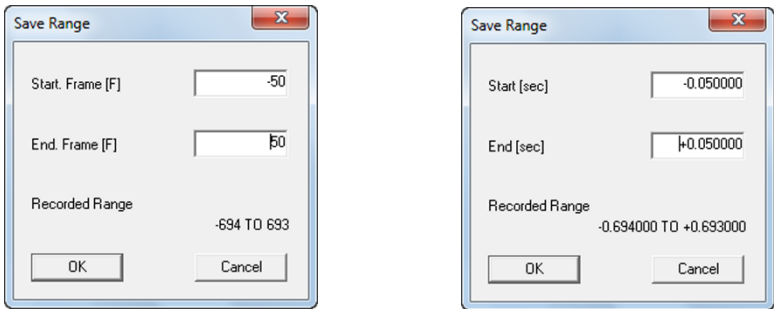 Save Range
Start. Frame [F]
-50
End. Frame [F]
50
Recorded Range
-694 TO 693
OK
Cancel
Save Range
Start [sec]
-0.050000
End [sec]
+0.050000
Recorded Range
-0.694000 TO +0.693000
OK
Cancel